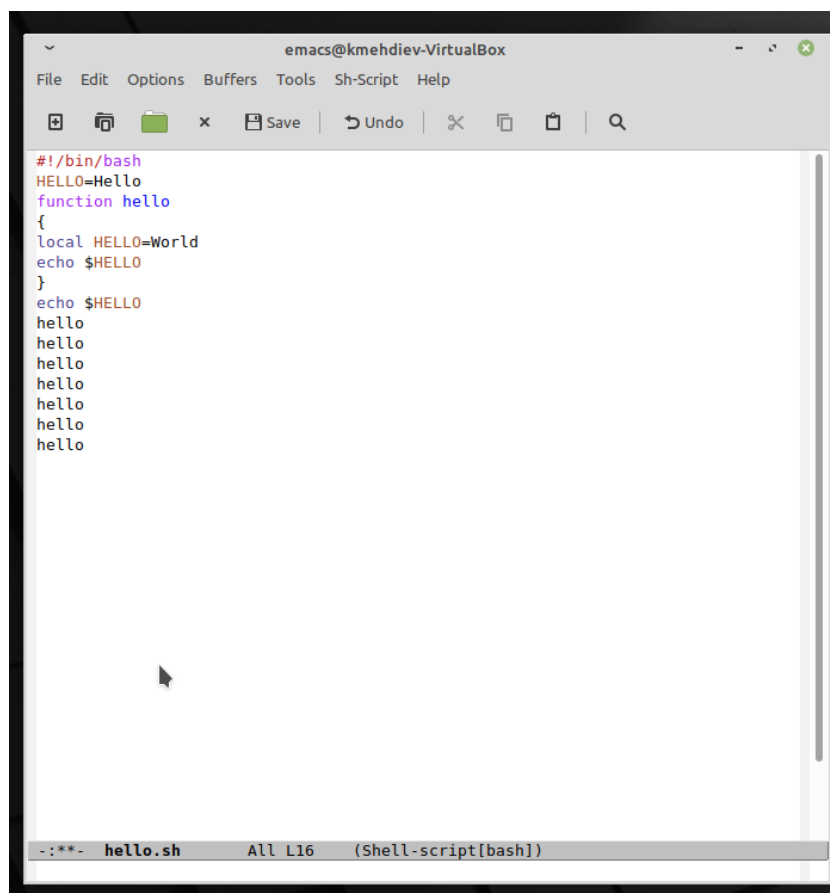 emacs@kmehdiev-VirtualBox
File Edit Options Buffers Tools Sh-Script Help
Save Undo
#!/bin/bash
HELLO=Hello
function hello
{
local HELLO=World
echo $HELLO
}
echo $HELLO
hello
hello
hello
hello
hello
hello
hello
-:**- hello.sh All L16 (Shell-script[bash])